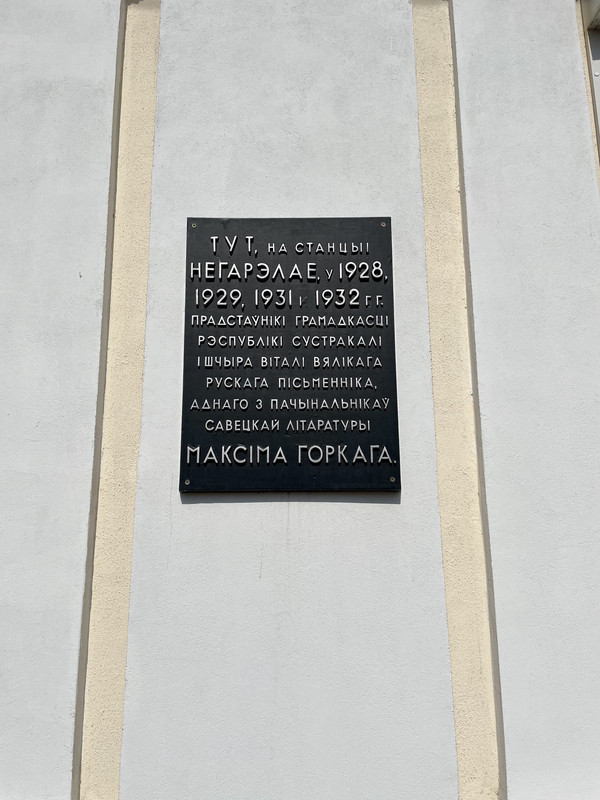 ТУТ, НА СТАНЦЫІ
НЕГАРЭЛАЕ, У 1928,
1929, 1931 І 1932 ГГ.
ПРАДСТАЎНІКІ ГРАМАДКАСЦІ
РЭСПУБЛІКІ СУСТРАКАЛІ
І ШЧЫРА ВІТАЛІ ВЯЛІКАГА
РУСКАГА ПІСЬМЕННІКА,
АДНАГО З ПАЧЫНАЛЬНІКАЎ
САВЕЦКАЙ ЛІТАРАТУРЫ
МАКСІМА ГОРКАГА.